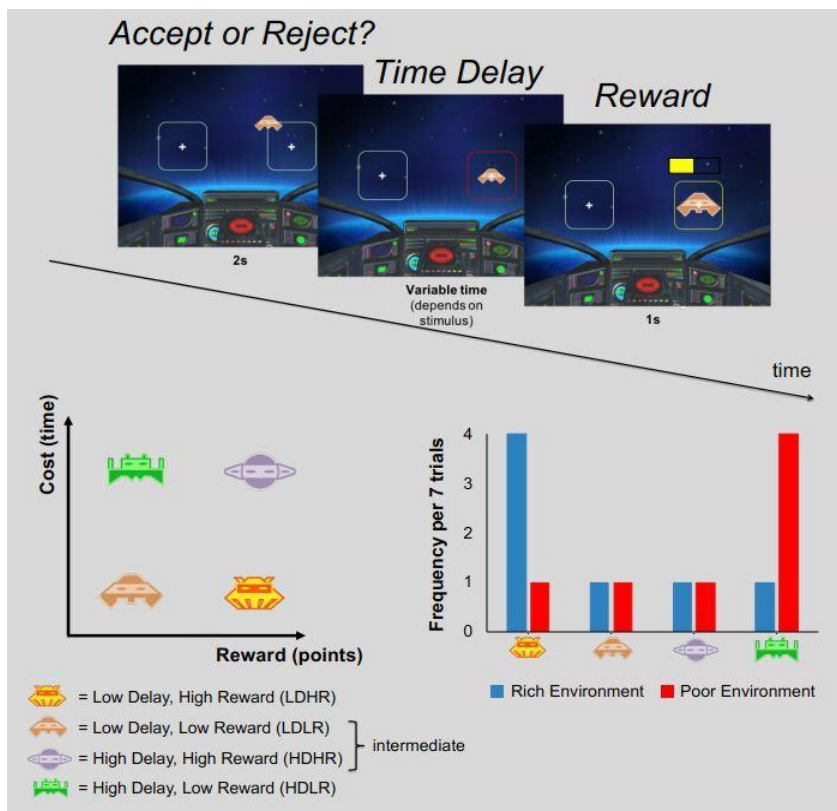 Accept or Reject?
Time Delay
Reward
2s
Variable time
(depends on
stimulus)
1s
time
Cost (time)
Reward (points)
= Low Delay, High Reward (LDHR)
= Low Delay, Low Reward (LDLR)
= High Delay, High Reward (HDHR)
intermediate
= High Delay, Low Reward (HDLR)
Frequency per 7 trials
4
3
2
1
0
Rich Environment
Poor Environment